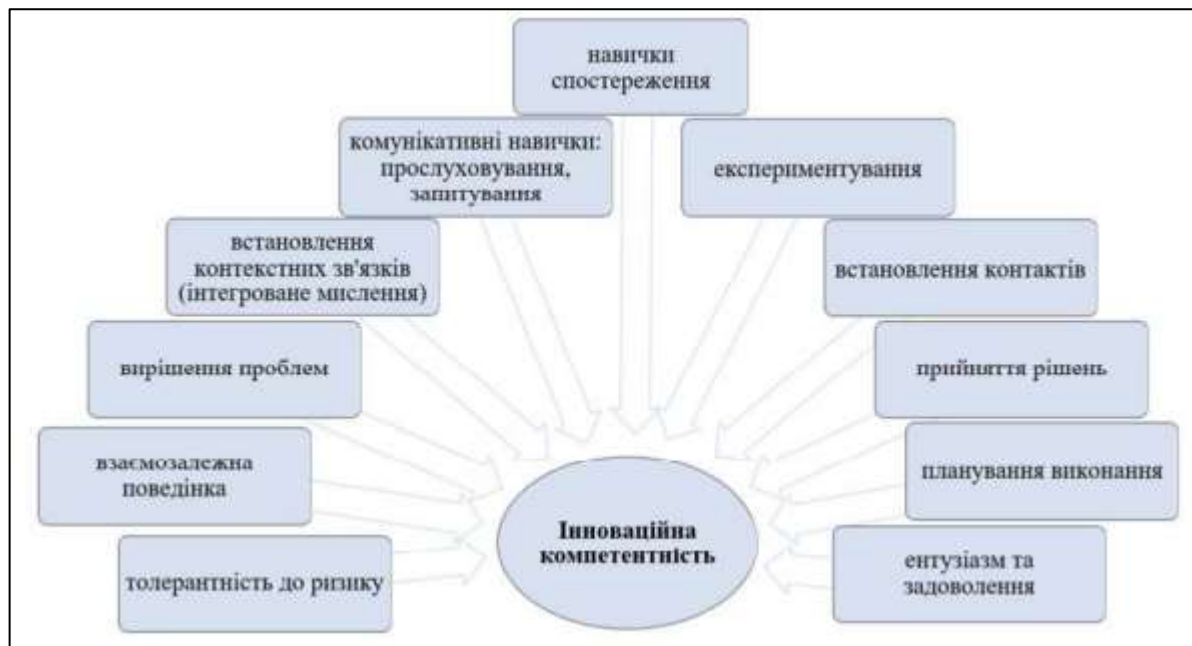 навички
спостереження
комунікативні навички:
прослуховування,
запитування
експериментування
встановлення
контекстних зв'язків
(інтегроване мислення)
встановлення контактів
вирішення проблем
прийняття рішень
взаємозалежна
поведінка
планування виконання
Інноваційна
компетентність
толерантність до ризику
ентузіазм та
задоволення